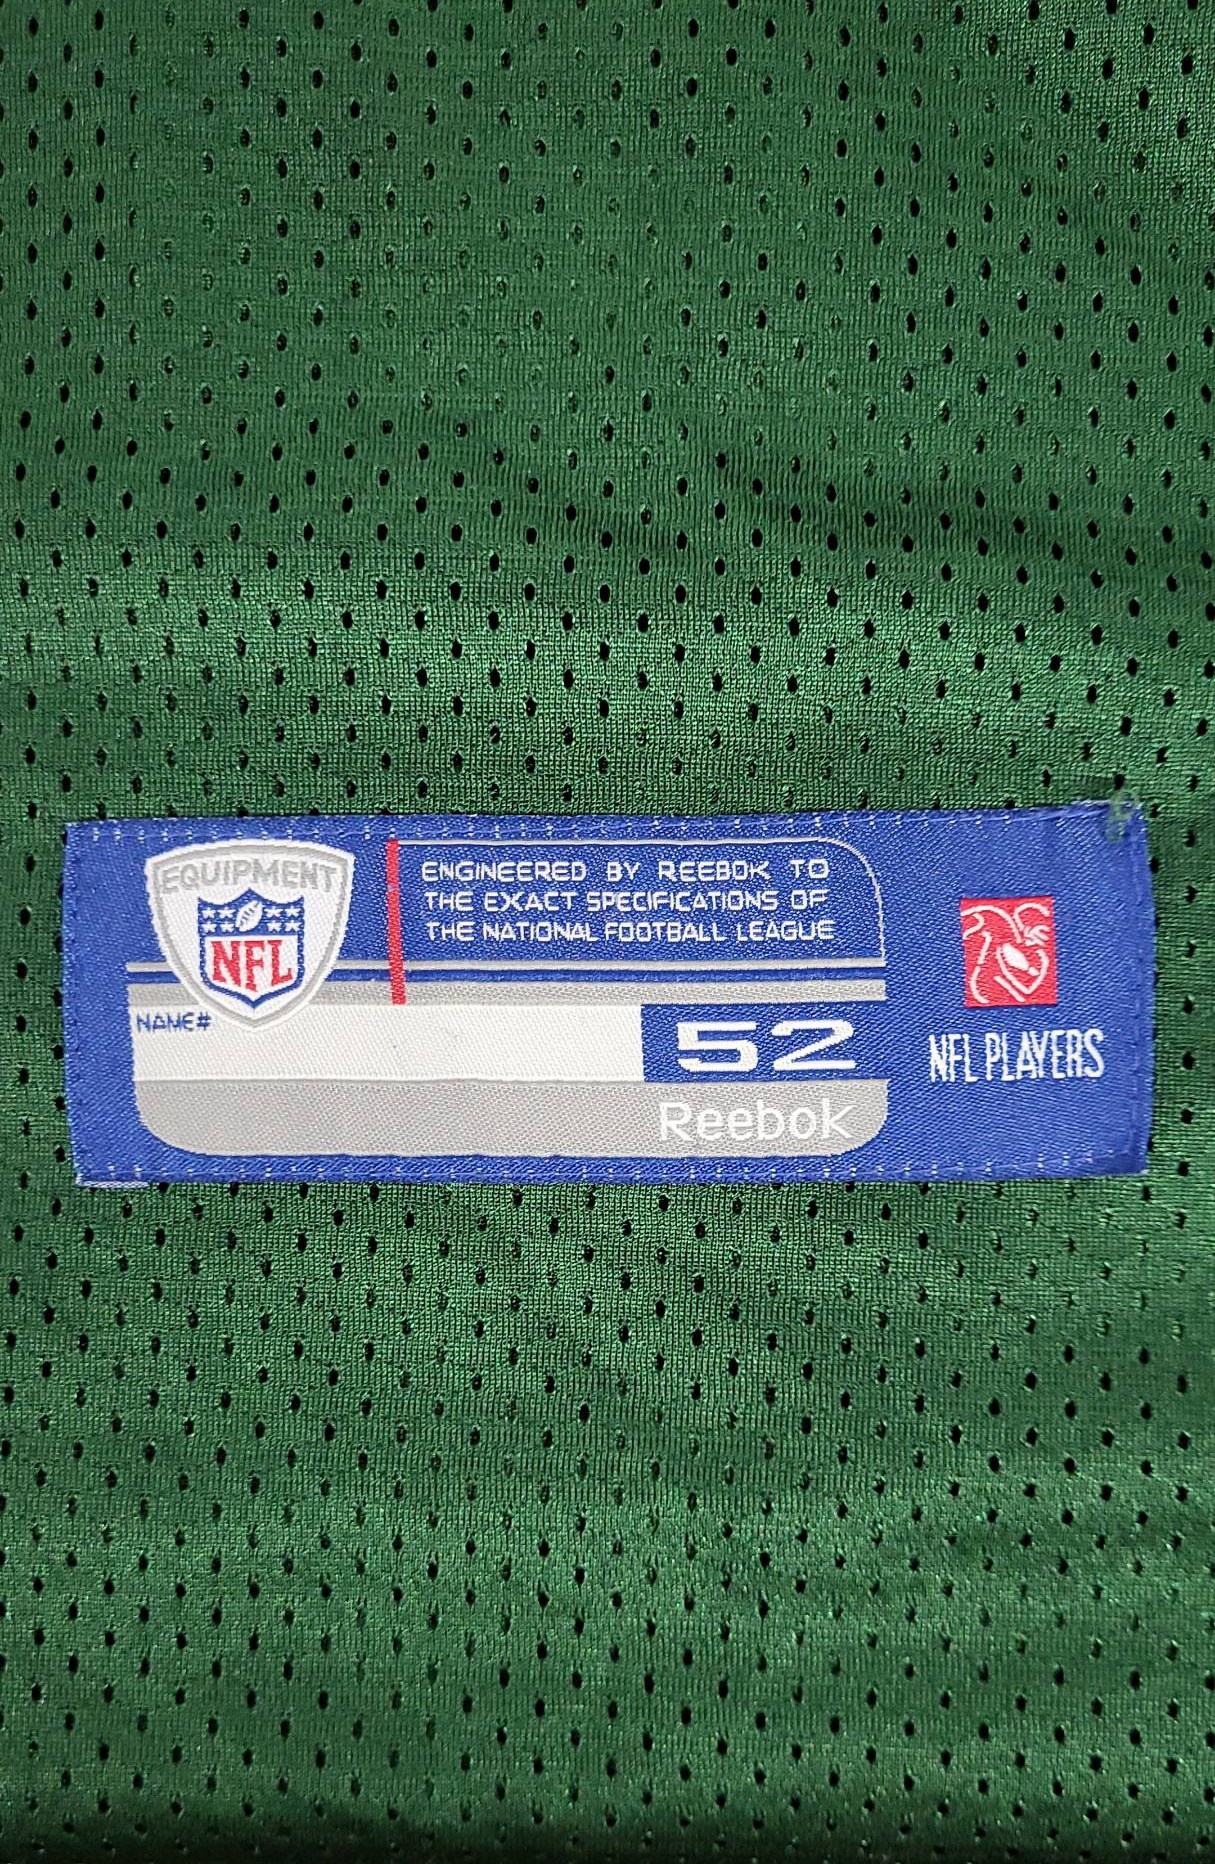 EQUIPMENT
NFL
ENGINEERED BY REEBOK TO
THE EXACT SPECIFICATIONS OF
THE NATIONAL FOOTBALL LEAGUE
NAME#
52
Reebok
NFL PLAYERS